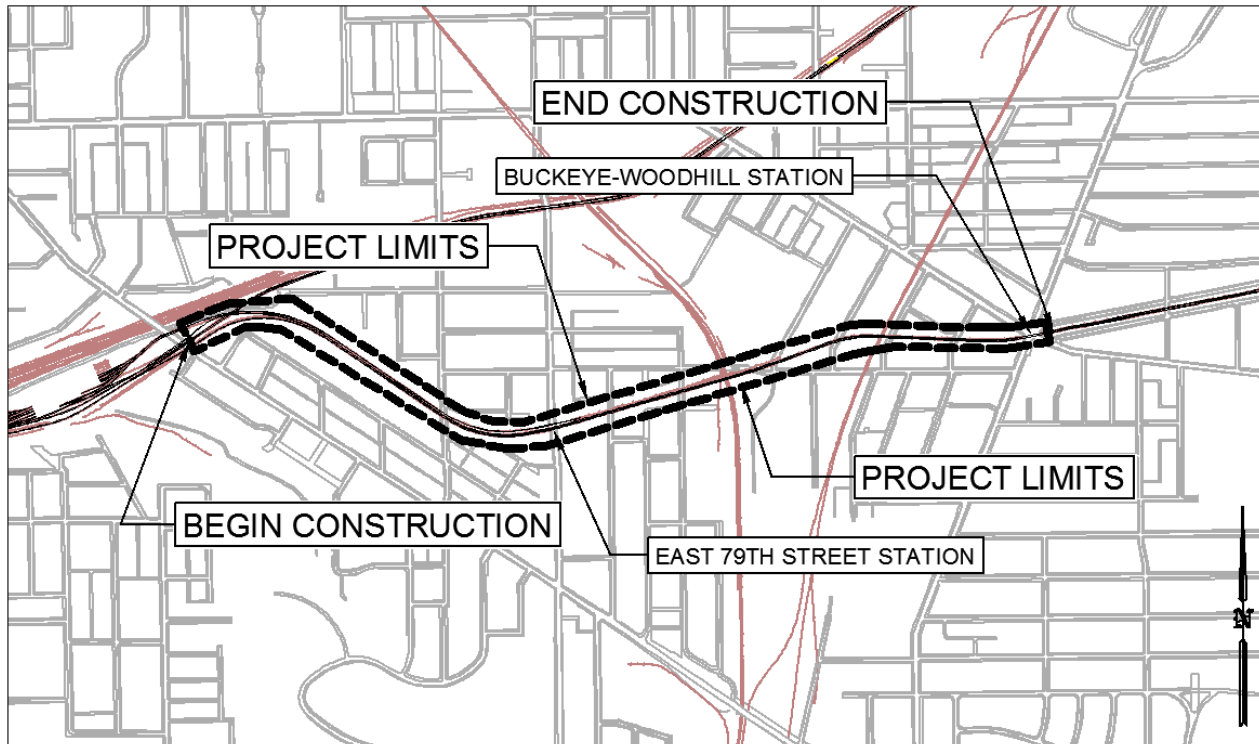 END CONSTRUCTION
BUCKEYE-WOODHILL STATION
PROJECT LIMITS
PROJECT LIMITS
BEGIN CONSTRUCTION
EAST 79TH STREET STATION
N